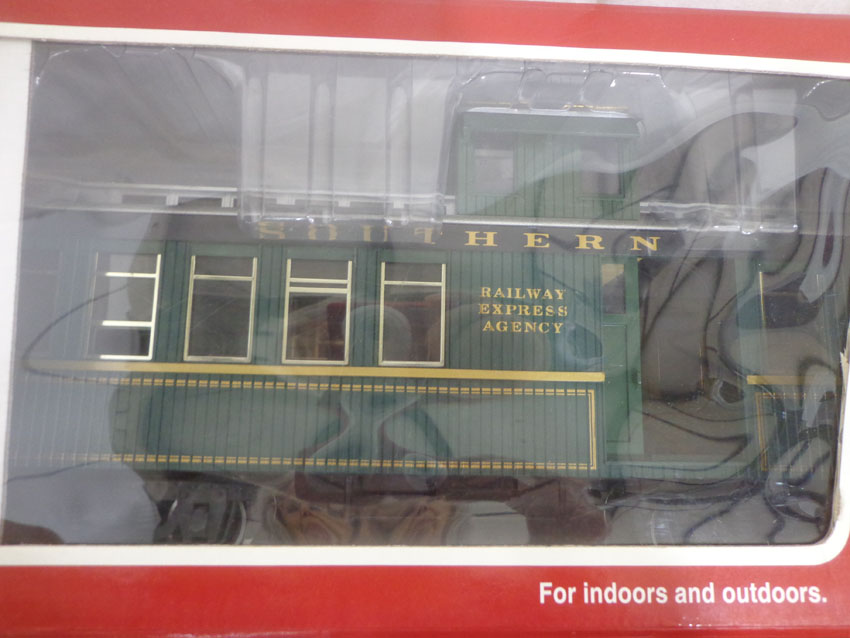 SOUTHERN
RAILWAY
EXPRESS
AGENCY
For indoors and outdoors.